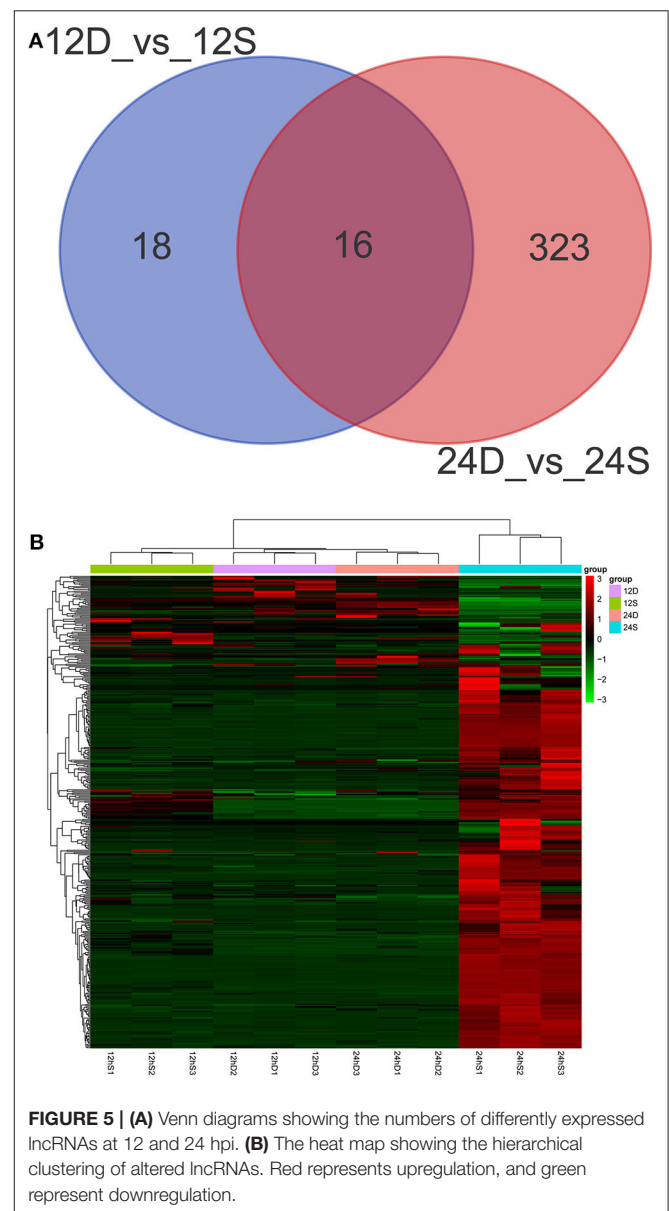 A
12D_vs_12S
18
16
323
24D_vs_24S
B
group
3
2
1
0
−1
−2
−3
group
12D
12S
24D
24S
12hS1
12hS2
12hS3
12hD2
12hD1
12hD3
24hD3
24hD1
24hD2
24hS1
24hS2
24hS3
FIGURE 5 | (A) Venn diagrams showing the numbers of differently expressed
lncRNAs at 12 and 24 hpi. (B) The heat map showing the hierarchical
clustering of altered lncRNAs. Red represents upregulation, and green
represent downregulation.